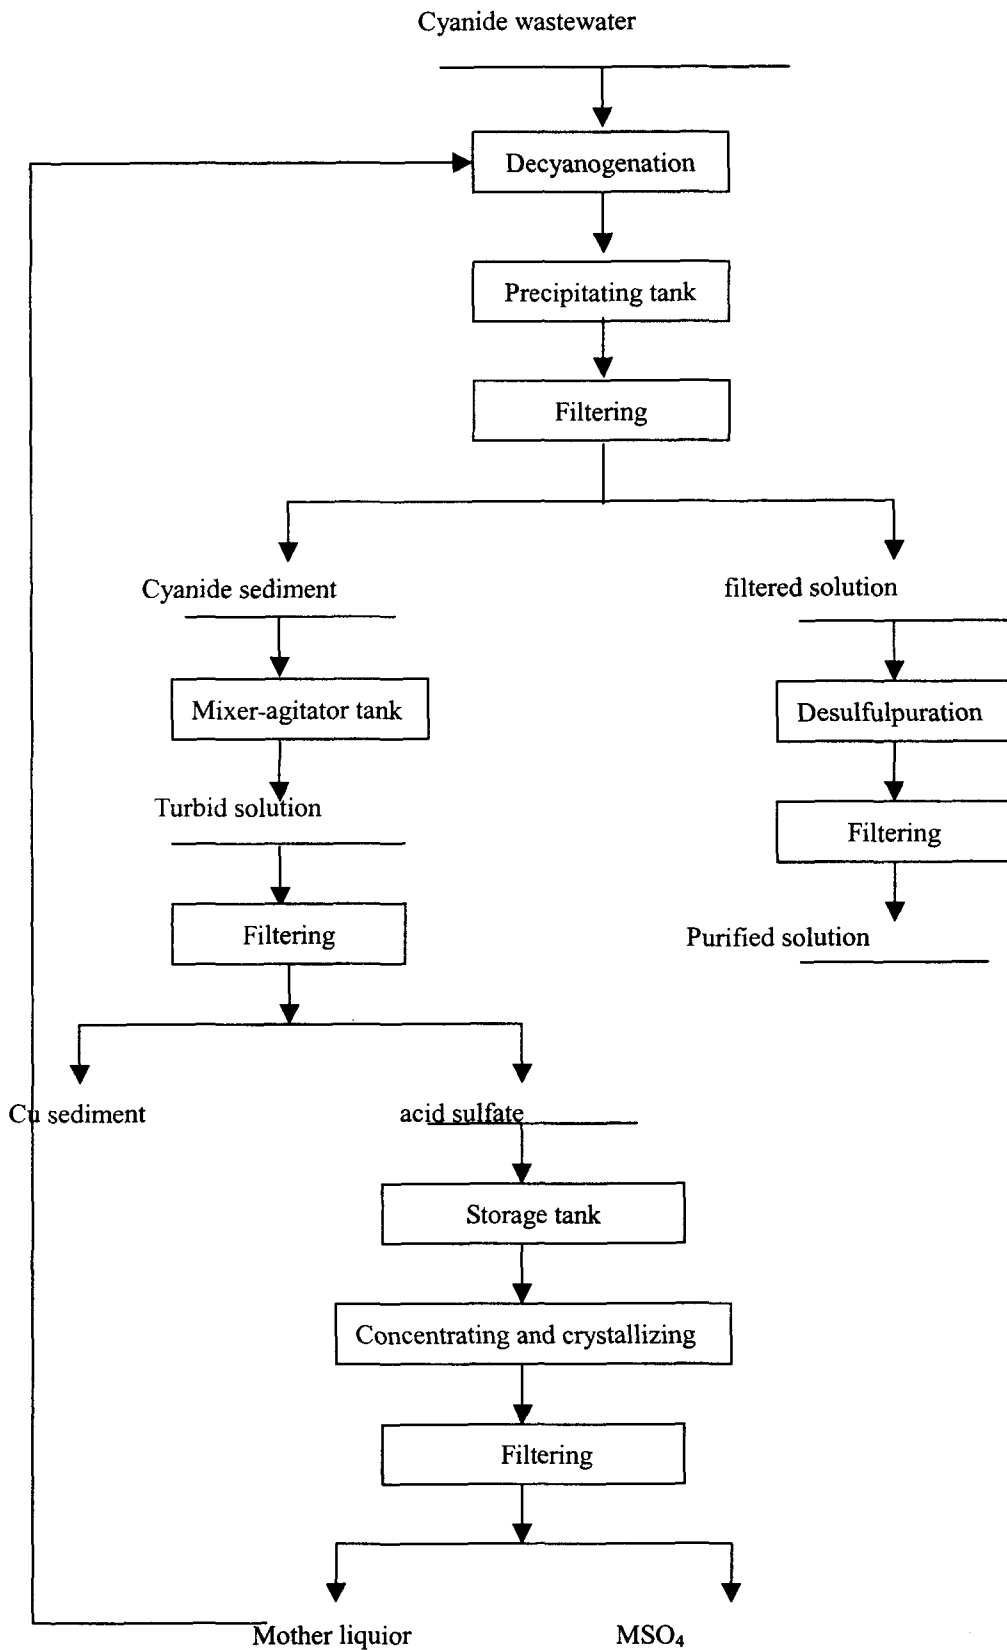 Cyanide wastewater
Decyanogenation
Precipitating tank
Filtering
Cyanide sediment
filtered solution
Mixer-agitator tank
Desulfulpuration
Turbid solution
Filtering
Filtering
Purified solution
Cu sediment
acid sulfate
Storage tank
Concentrating and crystallizing
Filtering
Mother liquior
MSO₄